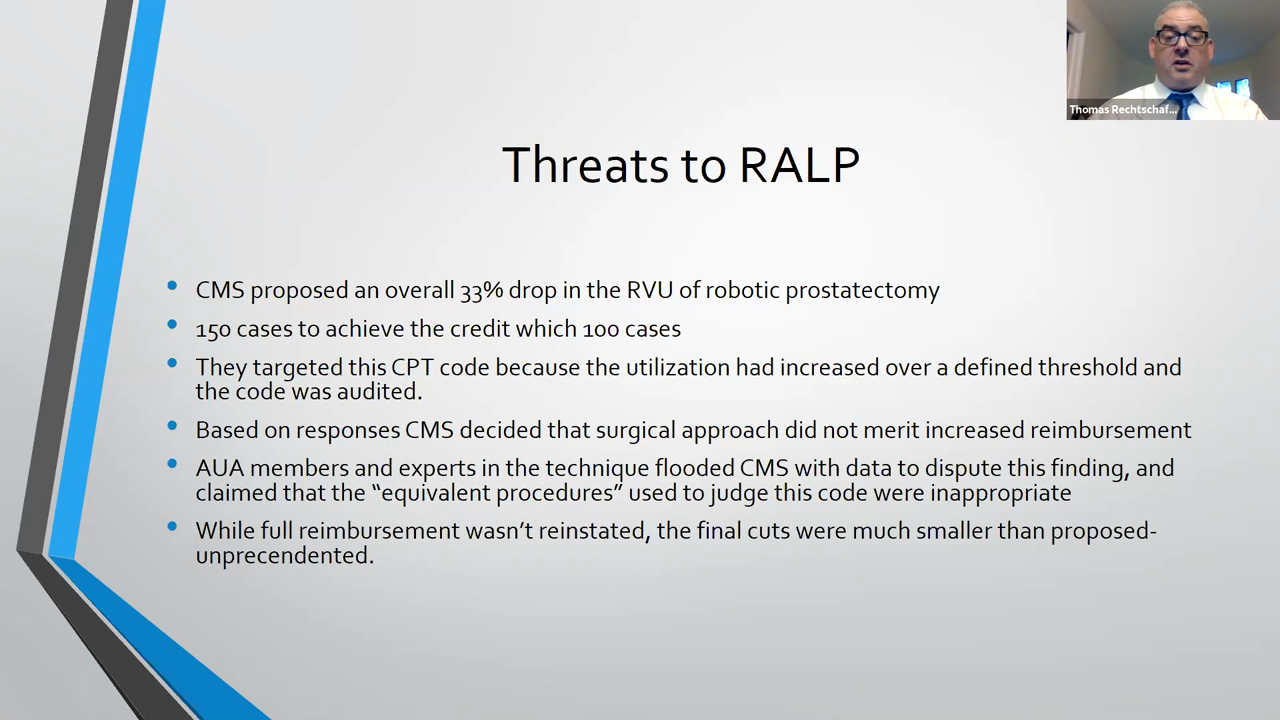 Thomas Rechtschaf...
Threats to RALP
CMS proposed an overall 33% drop in the RVU of robotic prostatectomy
150 cases to achieve the credit which 100 cases
They targeted this CPT code because the utilization had increased over a defined threshold and
the code was audited.
Based on responses CMS decided that surgical approach did not merit increased reimbursement
AUA members and experts in the technique flooded CMS with data to dispute this finding, and
claimed that the “equivalent procedures” used to judge this code were inappropriate
While full reimbursement wasn’t reinstated, the final cuts were much smaller than proposed-
unprecendented.